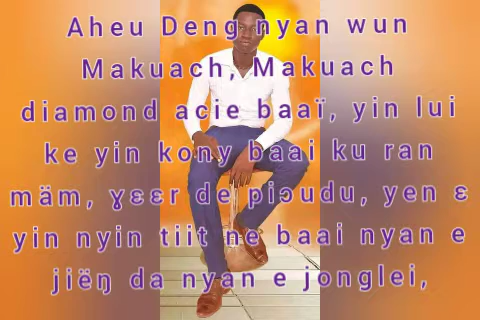 Aheu Deng nyan wun
Makuach, Makuach
diamond acie baaï, yin lui
ke yin kony baai ku ran
mäm, ɣɛɛr de piɔudu, yen ɛ
yin nyin tiit ne baai nyan e
jiëŋ da nyan e jonglei,